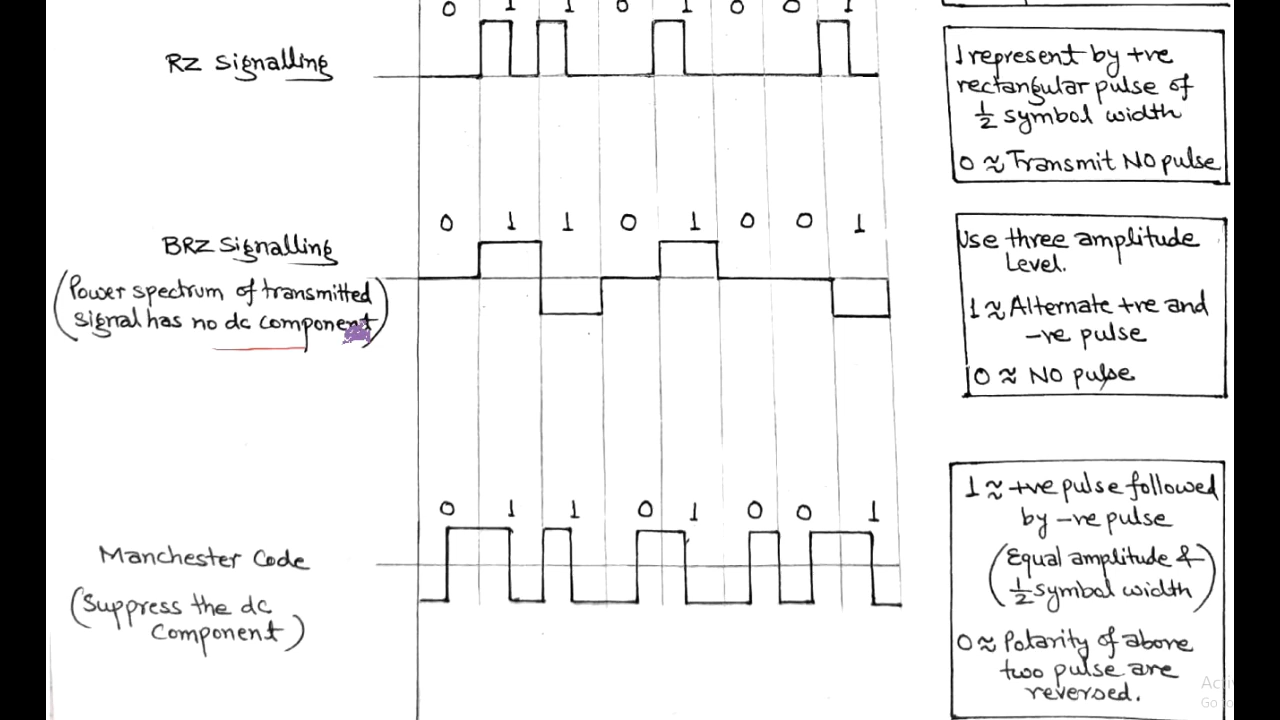 0 1 1 0 1 0 0 1
RZ Signalling
1 represent by +ve
rectangular pulse of
1/2 symbol width
0 ≈ Transmit NO pulse
0 1 1 0 1 0 0 1
BRZ Signalling
(Power spectrum of transmitted
signal has no dc component)
Use three amplitude
Level.
1 ≈ Alternate +ve and
-ve pulse
0 ≈ NO pulse
0 1 1 0 1 0 0 1
Manchester Code
(Suppress the dc
Component)
1 ≈ +ve pulse followed
by -ve pulse
(Equal amplitude &
1/2 symbol width)
0 ≈ Polarity of above
two pulse are
reversed.